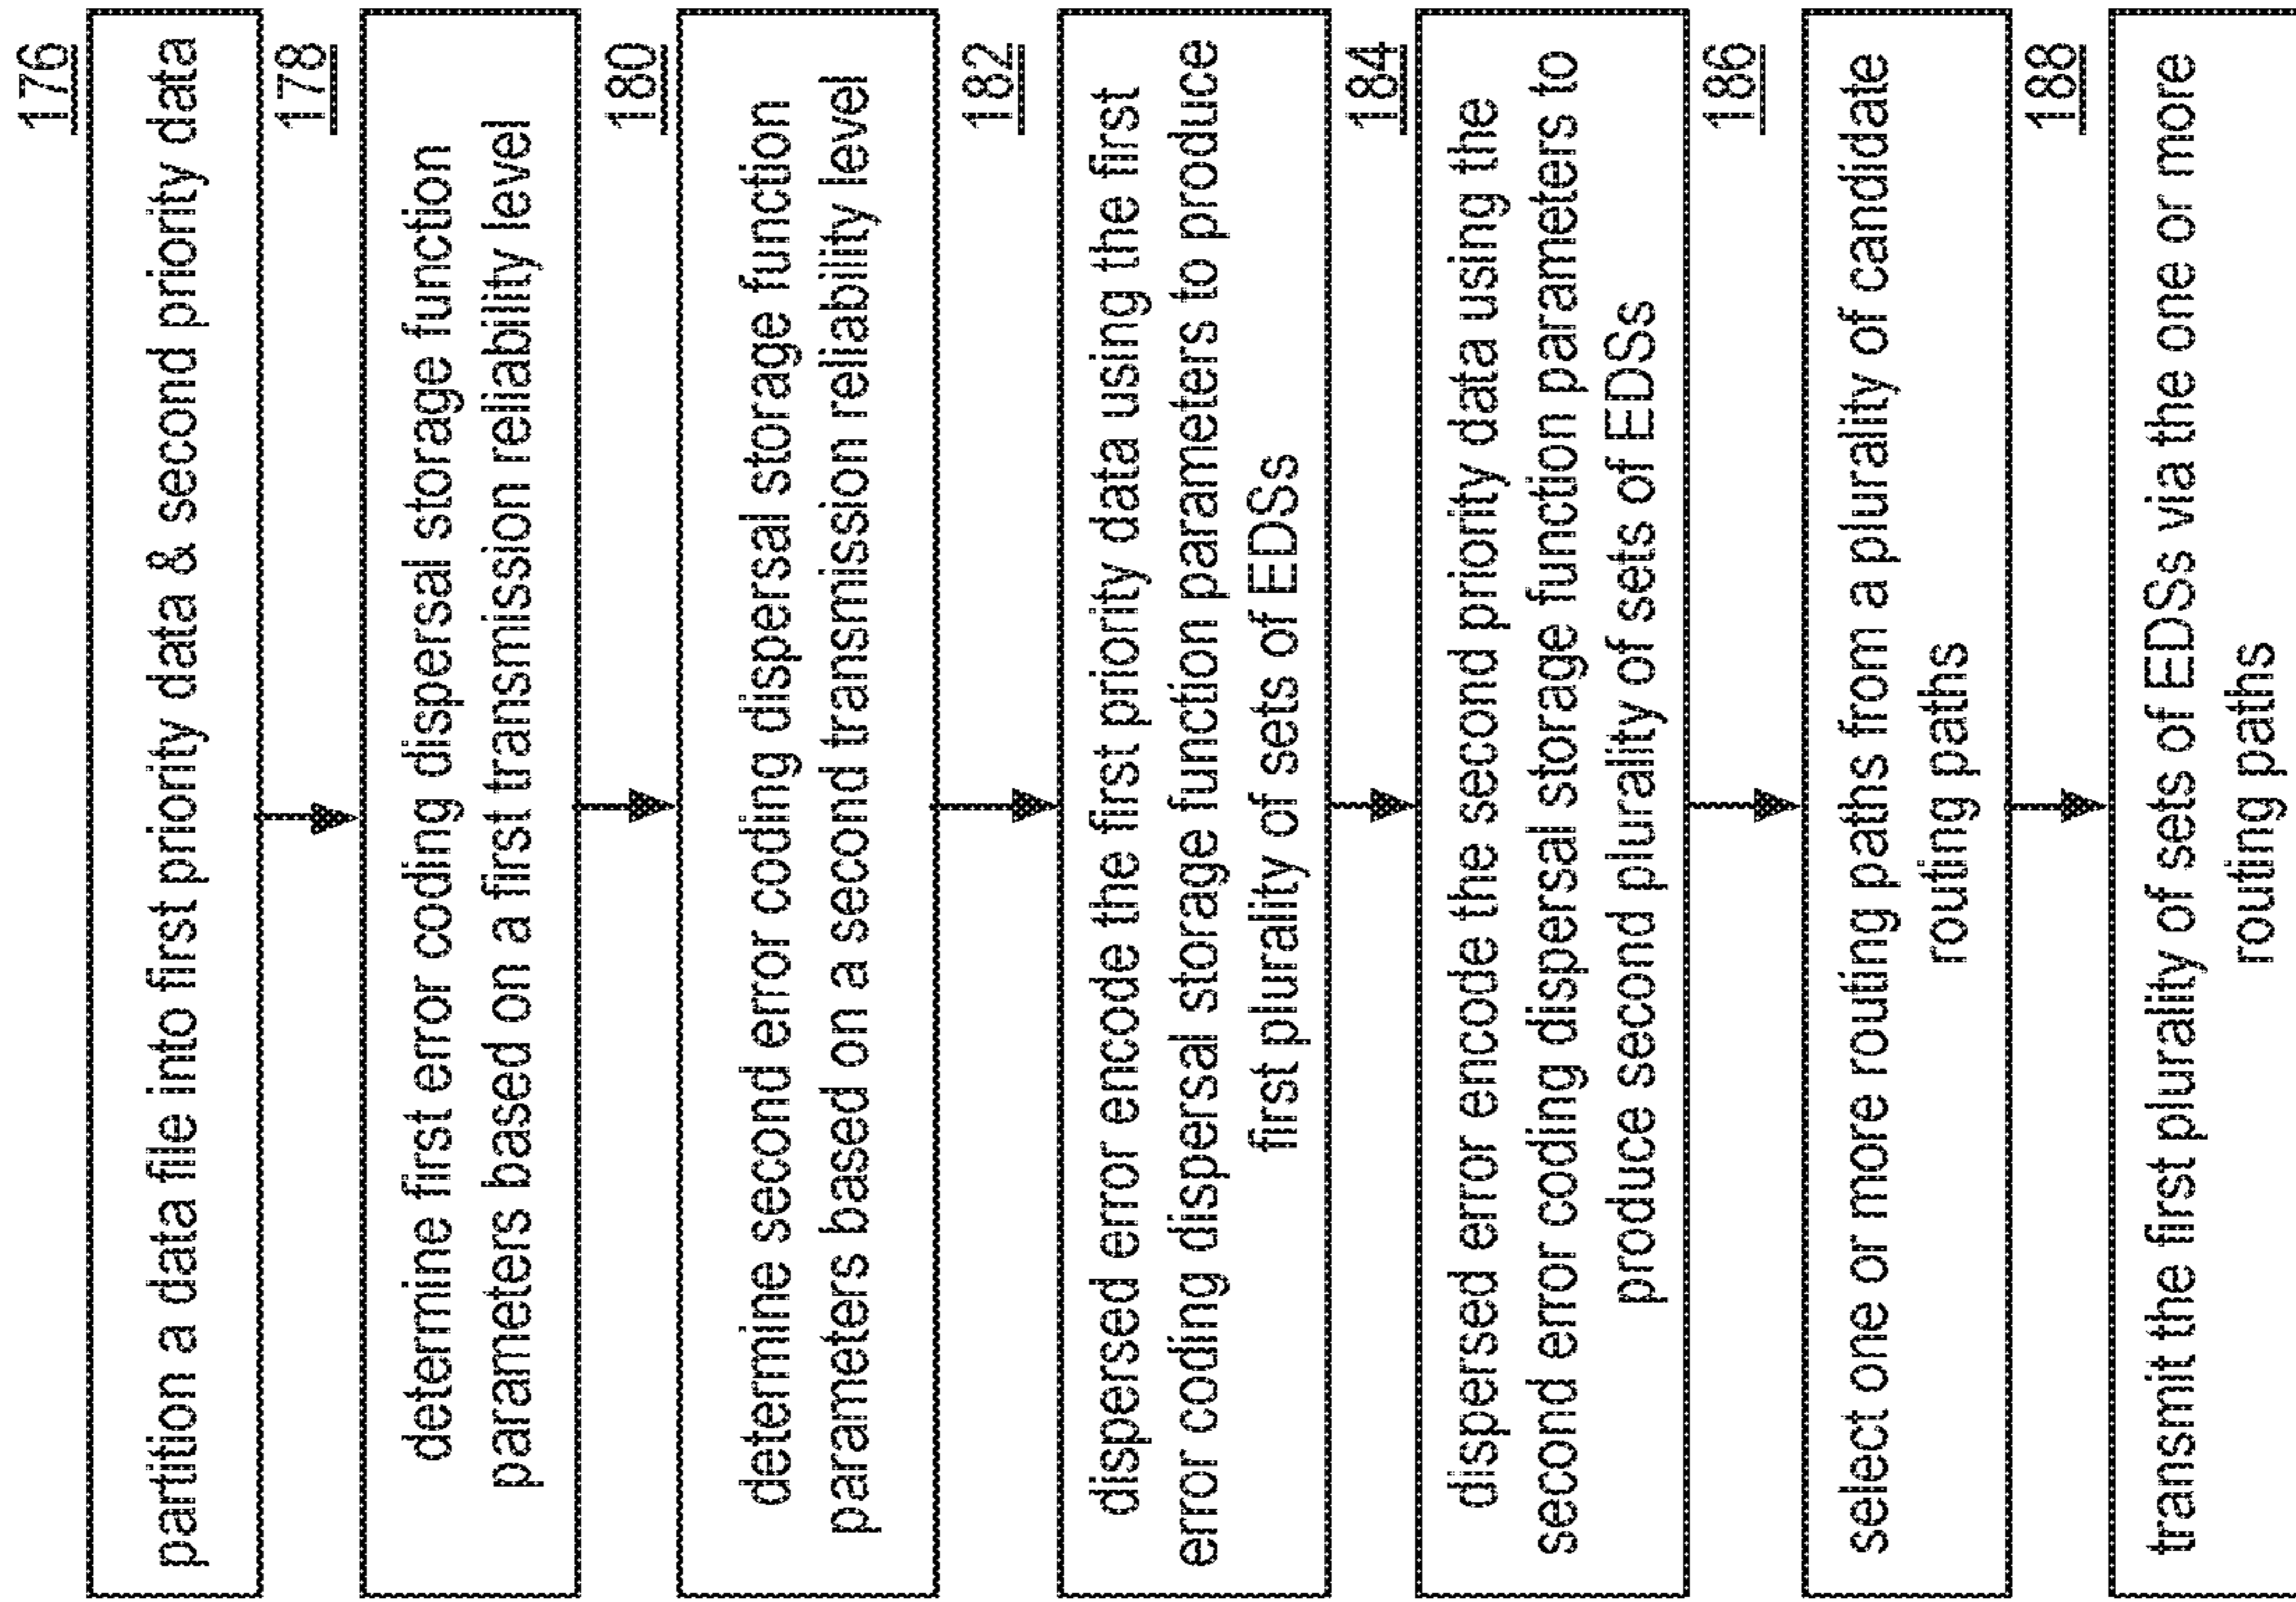 176
partition a data file into first priority data & second priority data
178
determine first error coding dispersal storage function
parameters based on a first transmission reliability level
180
determine second error coding dispersal storage function
parameters based on a second transmission reliability level
182
dispersed error encode the first priority data using the first
error coding dispersal storage function parameters to produce
first plurality of sets of EDSs
184
dispersed error encode the second priority data using the
second error coding dispersal storage function parameters to
produce second plurality of sets of EDSs
186
select one or more routing paths from a plurality of candidate
routing paths
188
transmit the first plurality of sets of EDSs via the one or more
routing paths